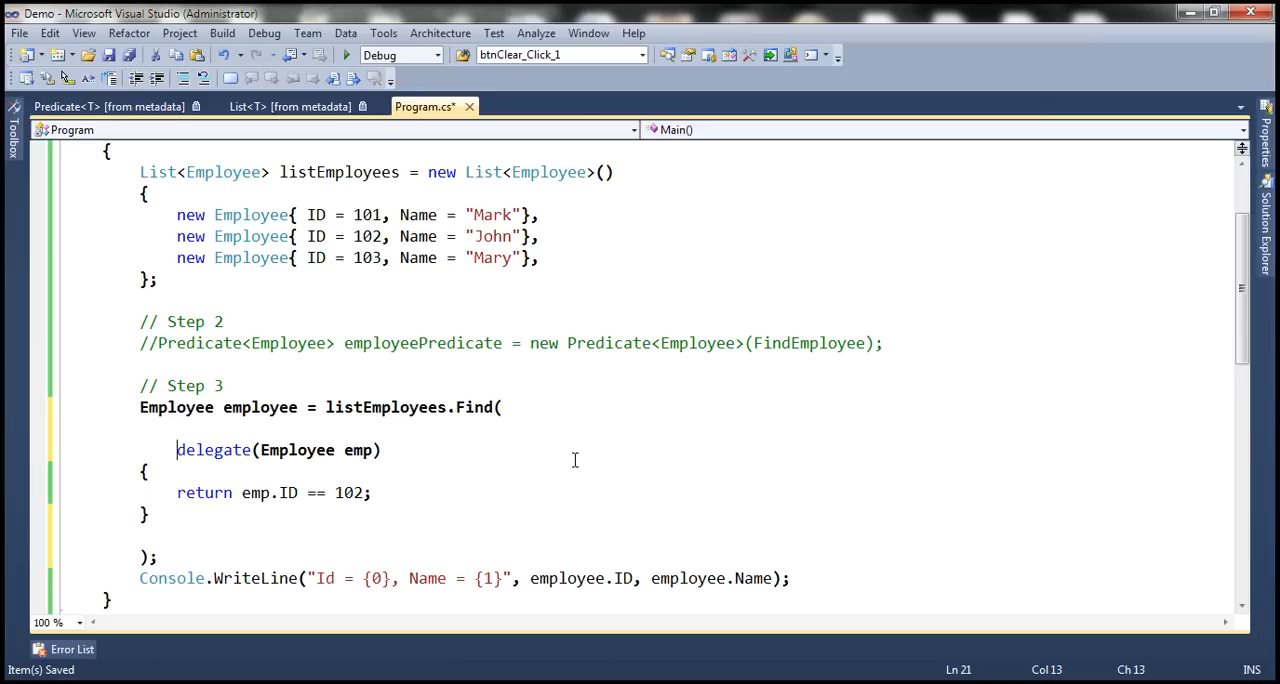 Demo - Microsoft Visual Studio (Administrator)
File Edit View Refactor Project Build Debug Team Data Tools Architecture Test Analyze Window Help
Debug btnClear_Click_1
Predicate<T> [from metadata] List<T> [from metadata] Program.cs*
Program Main()
Toolbox
Properties
Solution Explorer
{
List<Employee> listEmployees = new List<Employee>()
{
new Employee{ ID = 101, Name = "Mark"},
new Employee{ ID = 102, Name = "John"},
new Employee{ ID = 103, Name = "Mary"},
};
// Step 2
//Predicate<Employee> employeePredicate = new Predicate<Employee>(FindEmployee);
// Step 3
Employee employee = listEmployees.Find(
delegate(Employee emp)
{
return emp.ID == 102;
}
);
Console.WriteLine("Id = {0}, Name = {1}", employee.ID, employee.Name);
}
100 %
Error List
Item(s) Saved Ln 21 Col 13 Ch 13 INS